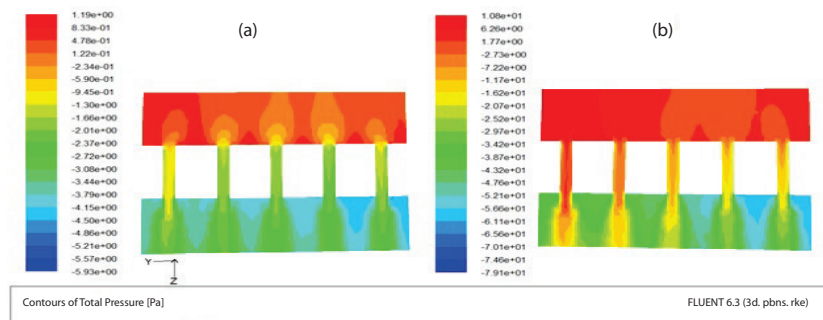 (a)
1.19e+00
8.33e-01
4.78e-01
1.22e-01
-2.34e-01
-5.90e-01
-9.45e-01
-1.30e+00
-1.66e+00
-2.01e+00
-2.37e+00
-2.72e+00
-3.08e+00
-3.44e+00
-3.79e+00
-4.15e+00
-4.50e+00
-4.86e+00
-5.21e+00
-5.57e+00
-5.93e+00
Y
Z
(b)
1.08e+01
6.26e+00
1.77e+00
-2.73e+00
-7.22e+00
-1.17e+01
-1.62e+01
-2.07e+01
-2.52e+01
-2.97e+01
-3.42e+01
-3.87e+01
-4.32e+01
-4.76e+01
-5.21e+01
-5.66e+01
-6.11e+01
-6.56e+01
-7.01e+01
-7.46e+01
-7.91e+01
Contours of Total Pressure [Pa]
FLUENT 6.3 (3d. pbns. rke)